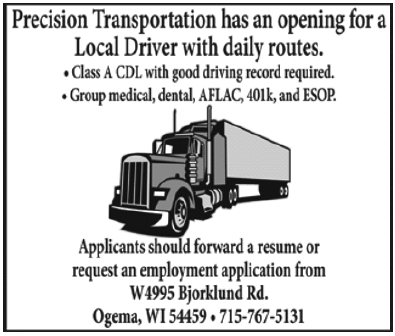 Precision Transportation has an opening for a
Local Driver with daily routes.
• Class A CDL with good driving record required.
• Group medical, dental, AFLAC, 401k, and ESOP.
Applicants should forward a resume or
request an employment application from
W4995 Bjorklund Rd.
Ogema, WI 54459 • 715-767-5131